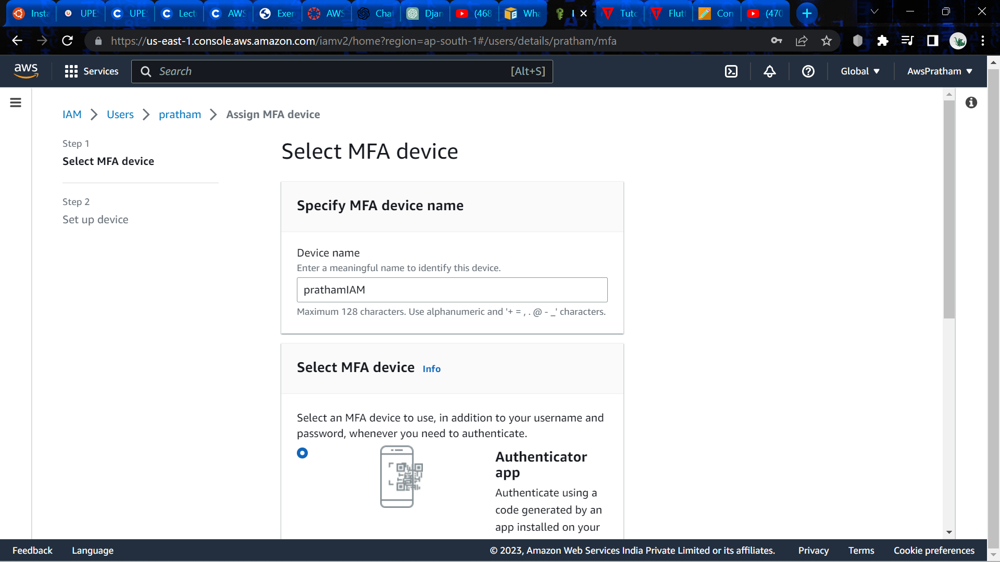 Insta UPE UPE Lect AWS Exer AWS Chat Djan (468 Wha I Tuto Flutt Con (470
https://us-east-1.console.aws.amazon.com/iamv2/home?region=ap-south-1#/users/details/pratham/mfa
aws Services Search [Alt+S] Global AwsPratham
IAM Users pratham Assign MFA device
Step 1
Select MFA device
Step 2
Set up device
Select MFA device
Specify MFA device name
Device name
Enter a meaningful name to identify this device.
prathamIAM
Maximum 128 characters. Use alphanumeric and '+ = , . @ - _' characters.
Select MFA device Info
Select an MFA device to use, in addition to your username and
password, whenever you need to authenticate.
Authenticator
app
Authenticate using a
code generated by an
app installed on your
Feedback Language © 2023, Amazon Web Services India Private Limited or its affiliates. Privacy Terms Cookie preferences